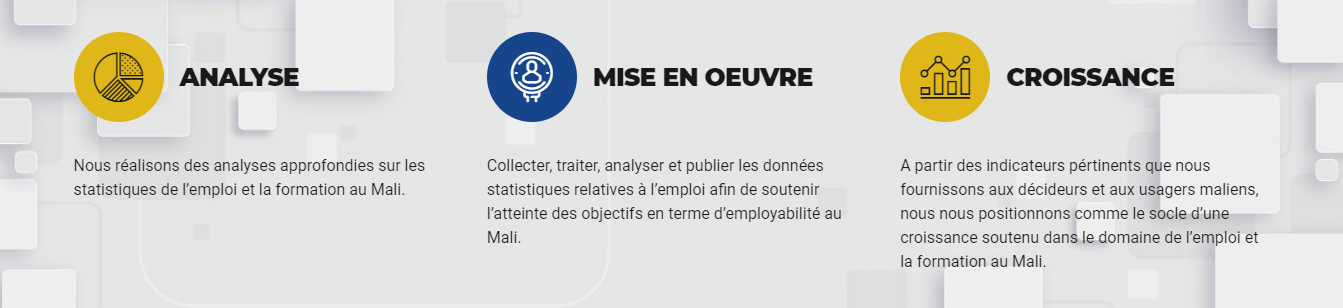 ANALYSE
Nous réalisons des analyses approfondies sur les
statistiques de l’emploi et la formation au Mali.
MISE EN OEUVRE
Collecter, traiter, analyser et publier les données
statistiques relatives à l’emploi afin de soutenir
l’atteinte des objectifs en terme d’employabilité au
Mali.
CROISSANCE
A partir des indicateurs pértinents que nous
fournissons aux décideurs et aux usagers maliens,
nous nous positionnons comme le socle d’une
croissance soutenu dans le domaine de l’emploi et
la formation au Mali.